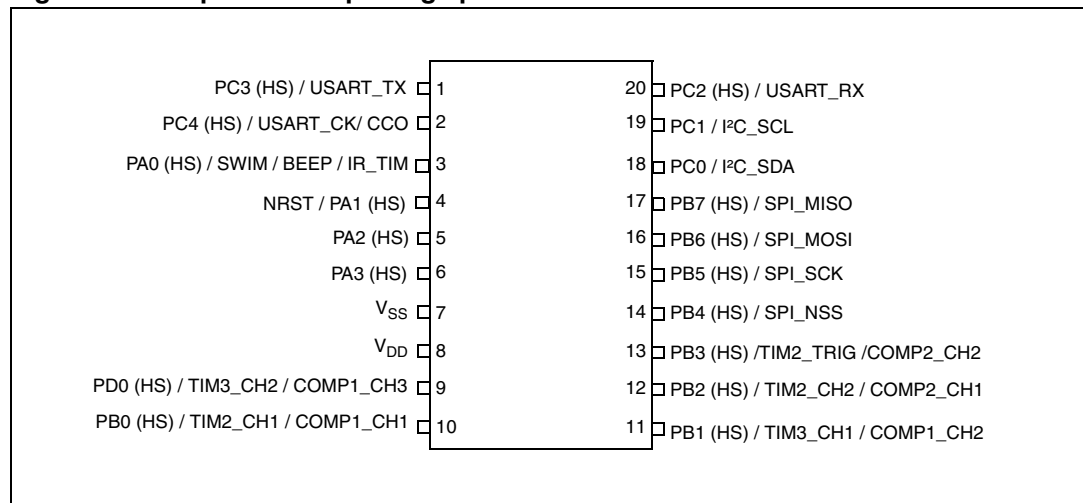 PC3 (HS) / USART_TX 1 20 PC2 (HS) / USART_RX
PC4 (HS) / USART_CK/ CCO 2 19 PC1 / I²C_SCL
PA0 (HS) / SWIM / BEEP / IR_TIM 3 18 PC0 / I²C_SDA
NRST / PA1 (HS) 4 17 PB7 (HS) / SPI_MISO
PA2 (HS) 5 16 PB6 (HS) / SPI_MOSI
PA3 (HS) 6 15 PB5 (HS) / SPI_SCK
VSS 7 14 PB4 (HS) / SPI_NSS
VDD 8 13 PB3 (HS) /TIM2_TRIG /COMP2_CH2
PD0 (HS) / TIM3_CH2 / COMP1_CH3 9 12 PB2 (HS) / TIM2_CH2 / COMP2_CH1
PB0 (HS) / TIM2_CH1 / COMP1_CH1 10 11 PB1 (HS) / TIM3_CH1 / COMP1_CH2